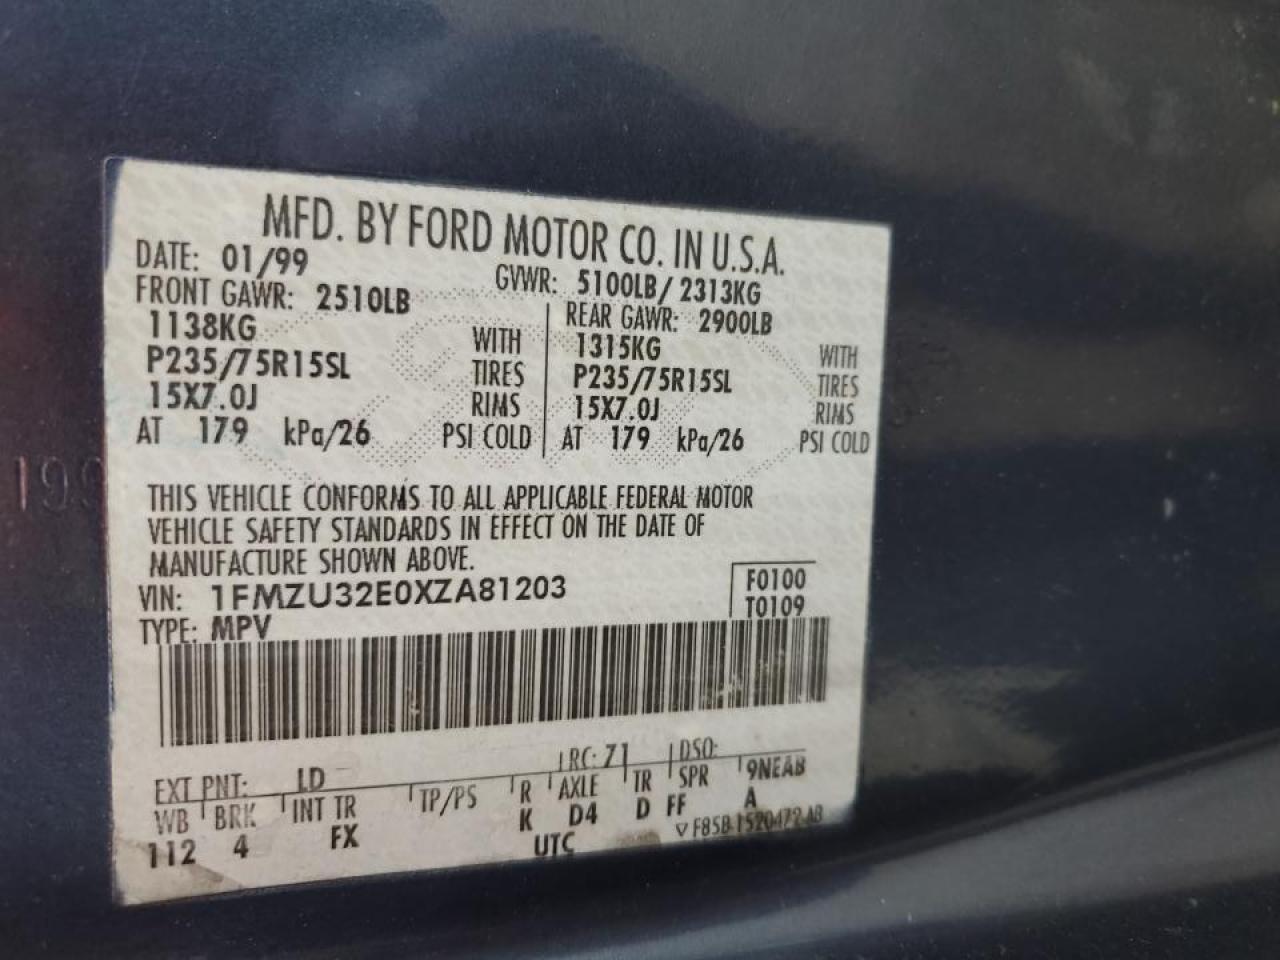 MFD. BY FORD MOTOR CO. IN U.S.A.
DATE: 01/99 GVWR: 5100LB/ 2313KG
FRONT GAWR: 2510LB REAR GAWR: 2900LB
1138KG WITH 1315KG WITH
P235/75R15SL TIRES P235/75R15SL TIRES
15X7.0J RIMS 15X7.0J RIMS
AT 179 kPa/26 PSI COLD AT 179 kPa/26 PSI COLD
THIS VEHICLE CONFORMS TO ALL APPLICABLE FEDERAL MOTOR
VEHICLE SAFETY STANDARDS IN EFFECT ON THE DATE OF
MANUFACTURE SHOWN ABOVE.
VIN: 1FMZU32E0XZA81203 F0100
TYPE: MPV T0109
EXT PNT: LD RC: 71 DSO:
WB BRK INT TR TP/PS R AXLE TR SPR 9NEAB
112 4 FX K D4 D FF A
UTC ▽ F85B-1520472-AB